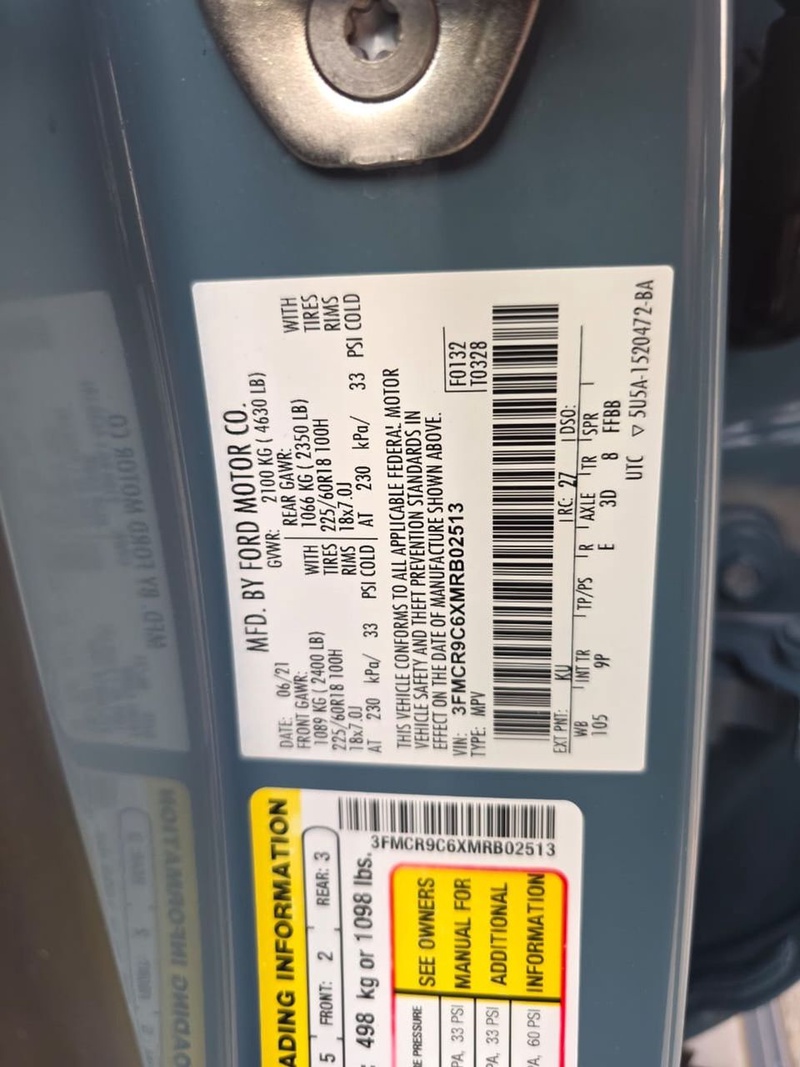 MFD. BY FORD MOTOR CO.
DATE: 06/21 GVWR: 2100 KG ( 4630 LB)
FRONT GAWR: REAR GAWR:
1089 KG ( 2400 LB) WITH 1066 KG ( 2350 LB) WITH
225/60R18 100H TIRES 225/60R18 100H TIRES
18x7.0J RIMS 18x7.0J RIMS
AT 230 kPa/ 33 PSI COLD AT 230 kPa/ 33 PSI COLD
THIS VEHICLE CONFORMS TO ALL APPLICABLE FEDERAL MOTOR
VEHICLE SAFETY AND THEFT PREVENTION STANDARDS IN
EFFECT ON THE DATE OF MANUFACTURE SHOWN ABOVE.
VIN: 3FMCR9C6XMRB02513 F0132
TYPE: MPV T0328
EXT PNT: KU RC: 27 DSO:
WB INT TR TP/PS R AXLE TR SPR
105 9P E 3D 8 FFBB
UTC ▽ 5U5A-1520472-BA
ADING INFORMATION
5 FRONT: 2 REAR: 3
498 kg or 1098 lbs.
3FMCR9C6XMRB02513
E PRESSURE SEE OWNERS
PA, 33 PSI MANUAL FOR
PA, 33 PSI ADDITIONAL
A, 60 PSI INFORMATION